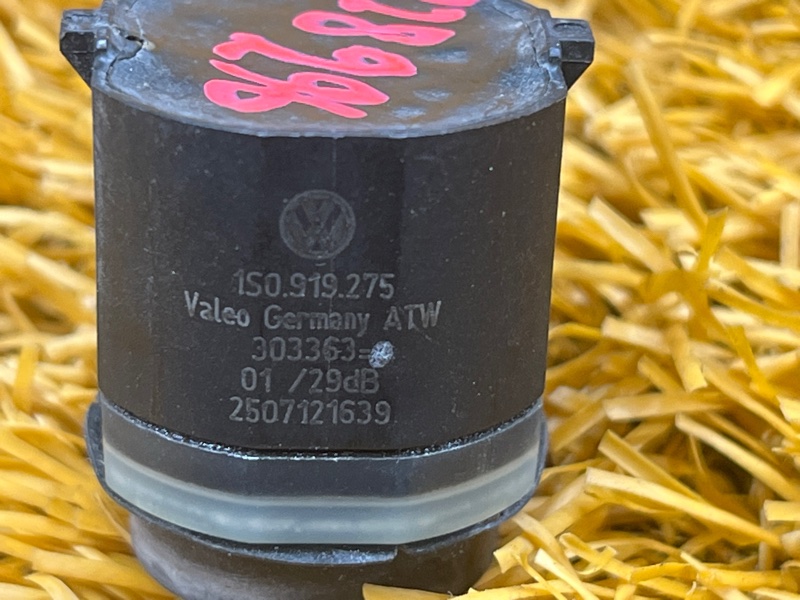 1S0.919.275
Valeo Germany ATW
303363-
01 /29dB
2507121639